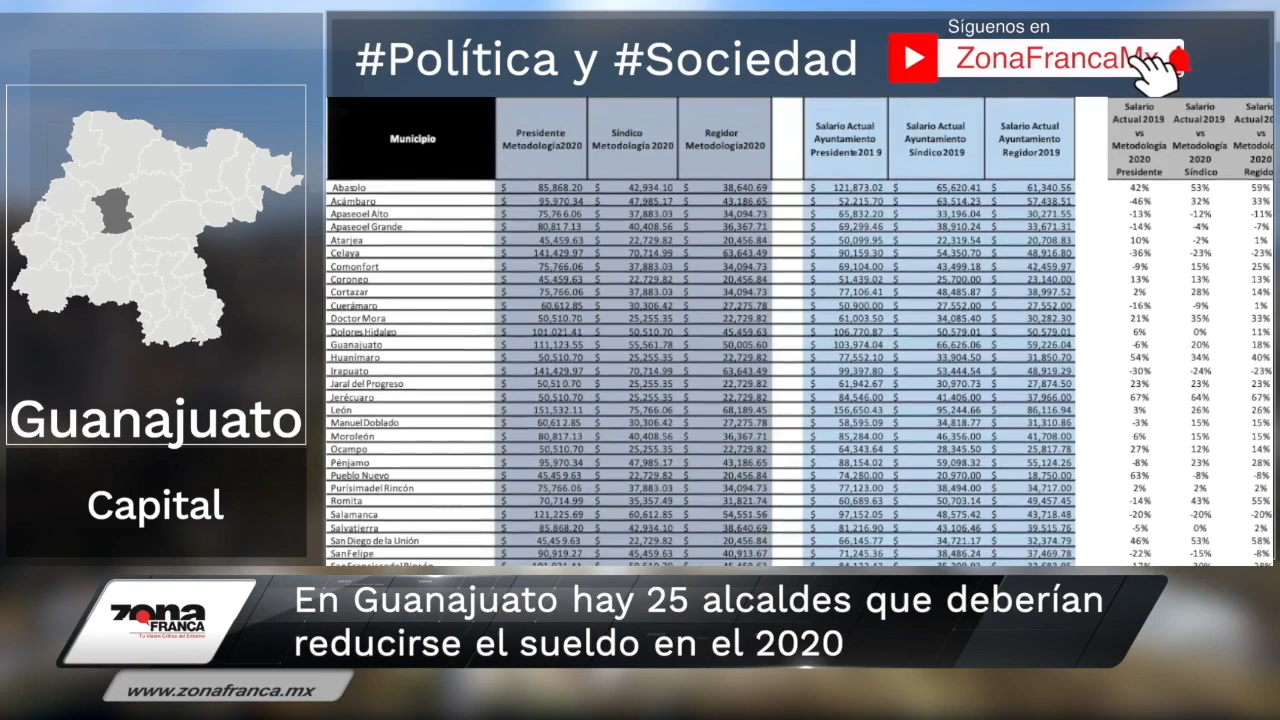 #Política y #Sociedad
Síguenos en
ZonaFrancaMx
Guanajuato
Capital
Municipio
Presidente Metodología2020
Síndico Metodología 2020
Regidor Metodología2020
Salario Actual Ayuntamiento Presidente2019
Salario Actual Ayuntamiento Síndico2019
Salario Actual Ayuntamiento Regidor2019
Salario Actual 2019 vs Metodología 2020 Presidente
Salario Actual 2019 vs Metodología 2020 Síndico
Abasolo $ 85,868.20 $ 42,934.10 $ 38,640.69 $ 121,873.02 $ 65,620.41 $ 61,340.56 42% 53% 59%
Acámbaro $ 95,970.34 $ 47,985.17 $ 43,186.65 $ 52,215.70 $ 63,514.23 $ 57,438.51 -46% 32% 33%
Apaseo el Alto $ 75,766.06 $ 37,883.03 $ 34,094.73 $ 65,832.20 $ 33,196.04 $ 30,271.55 -13% -12% -11%
Apaseo el Grande $ 80,817.13 $ 40,408.56 $ 36,367.71 $ 69,299.46 $ 38,910.24 $ 33,671.31 -14% -4% -7%
Atarjea $ 45,459.63 $ 22,729.82 $ 20,456.84 $ 50,099.95 $ 22,319.54 $ 20,708.83 10% -2% 1%
Celaya $ 141,429.97 $ 70,714.99 $ 63,643.49 $ 90,159.30 $ 54,350.70 $ 48,916.80 -36% -23% -23%
Comonfort $ 75,766.06 $ 37,883.03 $ 34,094.73 $ 69,104.00 $ 43,499.18 $ 42,459.97 -9% 15% 25%
Coroneo $ 45,459.63 $ 22,729.82 $ 20,456.84 $ 51,439.02 $ 25,700.00 $ 23,140.00 13% 13% 13%
Cortazar $ 75,766.06 $ 37,883.03 $ 34,094.73 $ 77,106.41 $ 48,485.87 $ 38,997.52 2% 28% 14%
Cuerámaro $ 60,612.85 $ 30,306.42 $ 27,275.78 $ 50,900.00 $ 27,552.00 $ 27,552.00 -16% -9% 1%
Doctor Mora $ 50,510.70 $ 25,255.35 $ 22,729.82 $ 61,003.50 $ 34,085.40 $ 30,282.30 21% 35% 33%
Dolores Hidalgo $ 101,021.41 $ 50,510.70 $ 45,459.63 $ 106,770.87 $ 50,579.01 $ 50,579.01 6% 0% 11%
Guanajuato $ 111,123.55 $ 55,561.78 $ 50,005.60 $ 103,974.04 $ 66,626.06 $ 59,226.04 -6% 20% 18%
Huanímaro $ 50,510.70 $ 25,255.35 $ 22,729.82 $ 77,552.10 $ 33,904.50 $ 31,850.70 54% 34% 40%
Irapuato $ 141,429.97 $ 70,714.99 $ 63,643.49 $ 99,397.80 $ 53,444.54 $ 48,919.29 -30% -24% -23%
Jaral del Progreso $ 50,510.70 $ 25,255.35 $ 22,729.82 $ 61,942.67 $ 30,970.73 $ 27,874.50 23% 23% 23%
Jerécuaro $ 50,510.70 $ 25,255.35 $ 22,729.82 $ 84,546.00 $ 41,406.00 $ 37,966.00 67% 64% 67%
León $ 151,532.11 $ 75,766.06 $ 68,189.45 $ 156,650.43 $ 95,244.66 $ 86,116.94 3% 26% 26%
Manuel Doblado $ 60,612.85 $ 30,306.42 $ 27,275.78 $ 58,595.09 $ 34,818.77 $ 31,310.86 -3% 15% 15%
Moroleón $ 80,817.13 $ 40,408.56 $ 36,367.71 $ 85,284.00 $ 46,356.00 $ 41,708.00 6% 15% 15%
Ocampo $ 50,510.70 $ 25,255.35 $ 22,729.82 $ 64,343.64 $ 28,345.50 $ 25,817.78 27% 12% 14%
Pénjamo $ 95,970.34 $ 47,985.17 $ 43,186.65 $ 88,154.02 $ 59,098.32 $ 55,124.26 -8% 23% 28%
Pueblo Nuevo $ 45,459.63 $ 22,729.82 $ 20,456.84 $ 74,280.00 $ 20,970.00 $ 18,750.00 63% -8% -8%
Purísima del Rincón $ 75,766.06 $ 37,883.03 $ 34,094.73 $ 77,123.00 $ 38,494.00 $ 34,717.00 2% 2% 2%
Romita $ 70,714.99 $ 35,357.49 $ 31,821.74 $ 60,689.63 $ 50,703.14 $ 49,457.45 -14% 43% 55%
Salamanca $ 121,225.69 $ 60,612.85 $ 54,551.56 $ 97,152.05 $ 48,575.42 $ 43,718.48 -20% -20% -20%
Salvatierra $ 85,868.20 $ 42,934.10 $ 38,640.69 $ 81,216.90 $ 43,106.46 $ 39,515.76 -5% 0% 2%
San Diego de la Unión $ 45,459.63 $ 22,729.82 $ 20,456.84 $ 66,145.77 $ 34,721.17 $ 32,374.79 46% 53% 58%
San Felipe $ 90,919.27 $ 45,459.63 $ 40,913.67 $ 71,245.36 $ 38,486.24 $ 37,469.78 -22% -15% -8%
zona
FRANCA
Tu Visión Crítica del Entorno
En Guanajuato hay 25 alcaldes que deberían
reducirse el sueldo en el 2020
www.zonafranca.mx